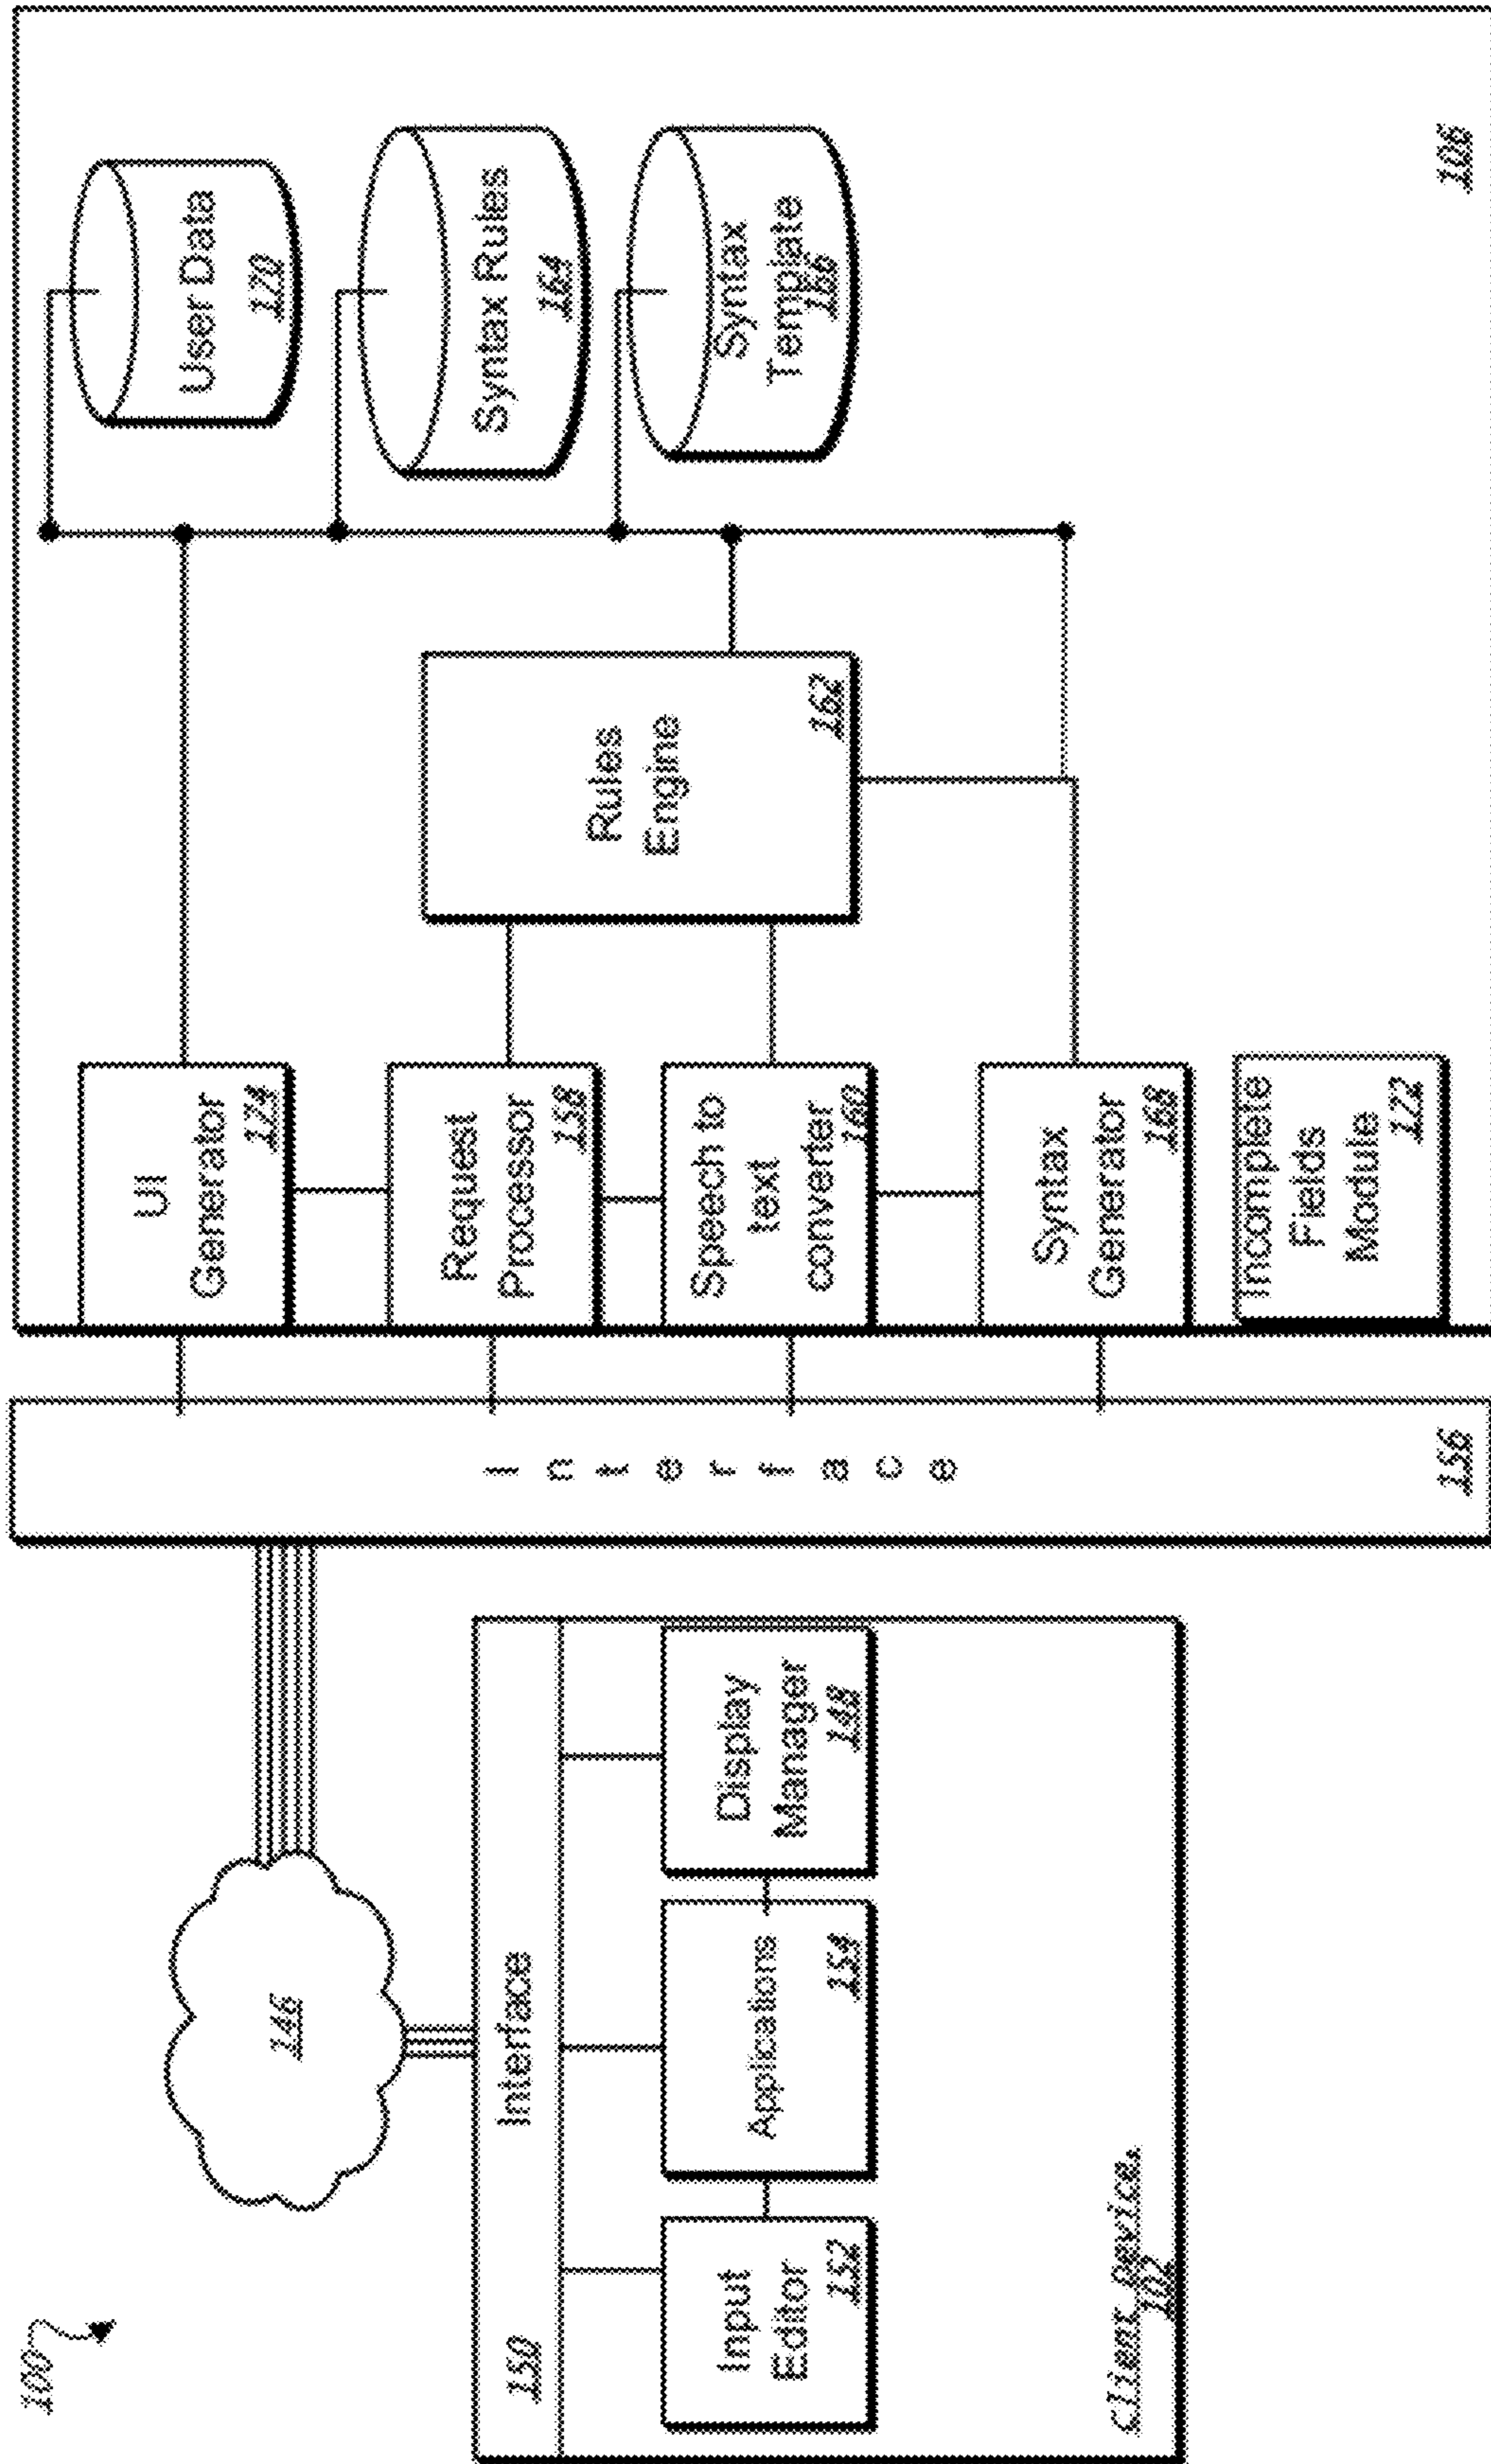 100
146
Interface
150
Input
Editor
152
Applications
154
Display
Manager
148
Client Device,
102
Interface
156
UI
Generator
174
Request
Processor
158
Speech to
text
converter
160
Syntax
Generator
168
Incomplete
Fields
Module
172
Rules
Engine
162
User Data
170
Syntax Rules
164
Syntax
Template
166
106